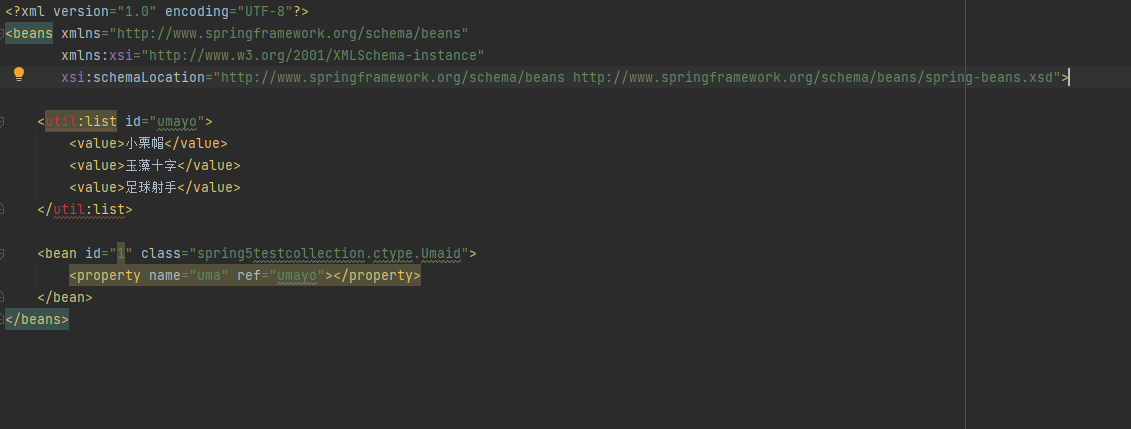 <?xml version="1.0" encoding="UTF-8"?>
<beans xmlns="http://www.springframework.org/schema/beans"
xmlns:xsi="http://www.w3.org/2001/XMLSchema-instance"
xsi:schemaLocation="http://www.springframework.org/schema/beans http://www.springframework.org/schema/beans/spring-beans.xsd">
<util:list id="umayo">
<value>小栗帽</value>
<value>玉藻十字</value>
<value>足球射手</value>
</util:list>
<bean id="1" class="spring5testcollection.ctype.Umaid">
<property name="uma" ref="umayo"></property>
</bean>
</beans>